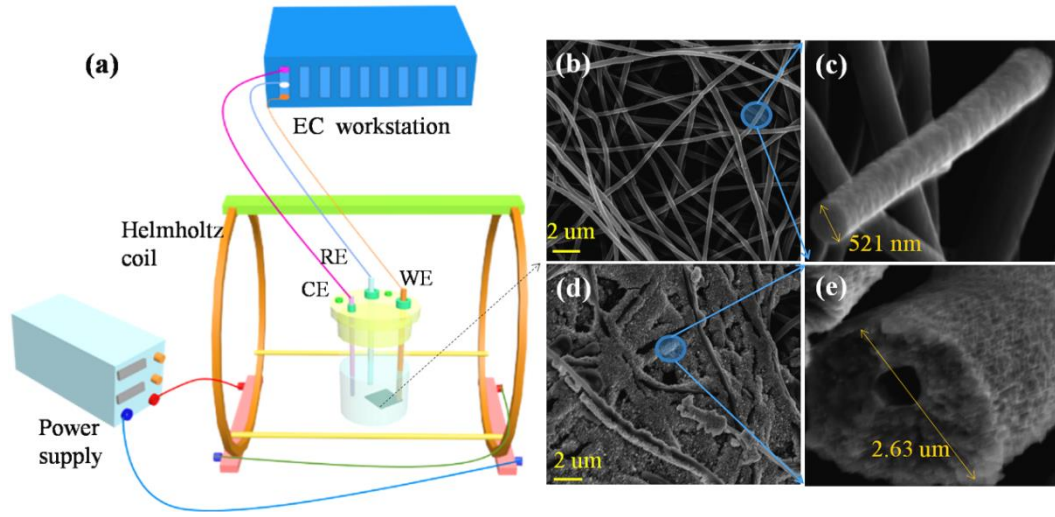 (a)
EC workstation
Helmholtz
coil
RE
CE
WE
Power
supply
(b)
2 um
(c)
521 nm
(d)
2 um
(e)
2.63 um